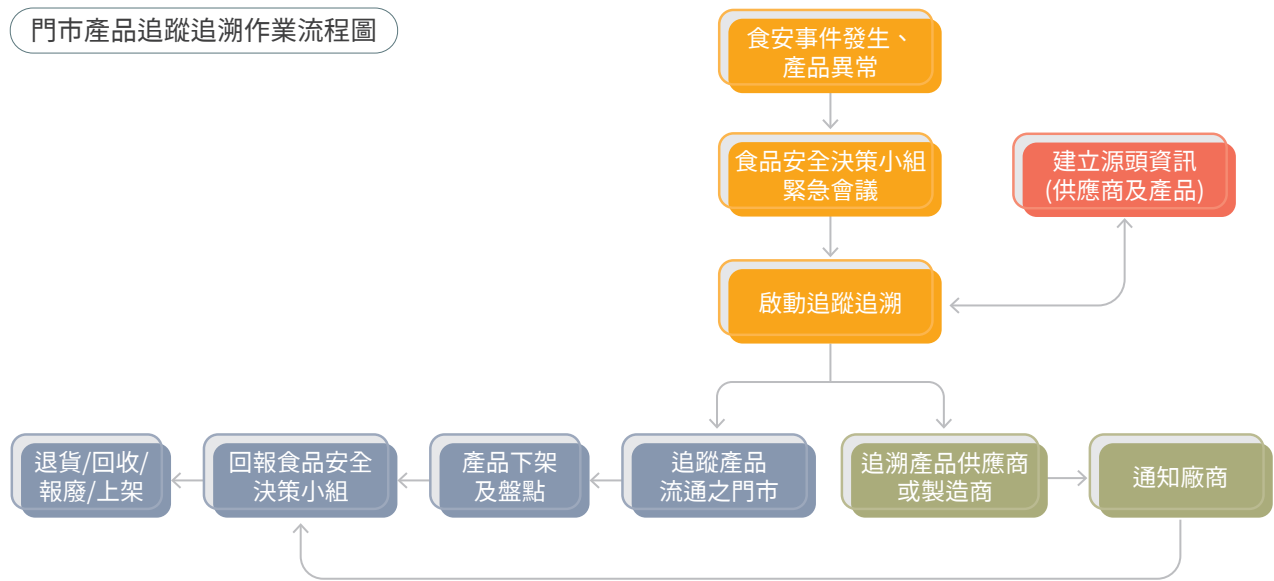 門市產品追蹤追溯作業流程圖
食安事件發生、
產品異常
食品安全決策小組
緊急會議
建立源頭資訊
(供應商及產品)
啟動追蹤追溯
退貨/回收/
報廢/上架
回報食品安全
決策小組
產品下架
及盤點
追蹤產品
流通之門市
追溯產品供應商
或製造商
通知廠商